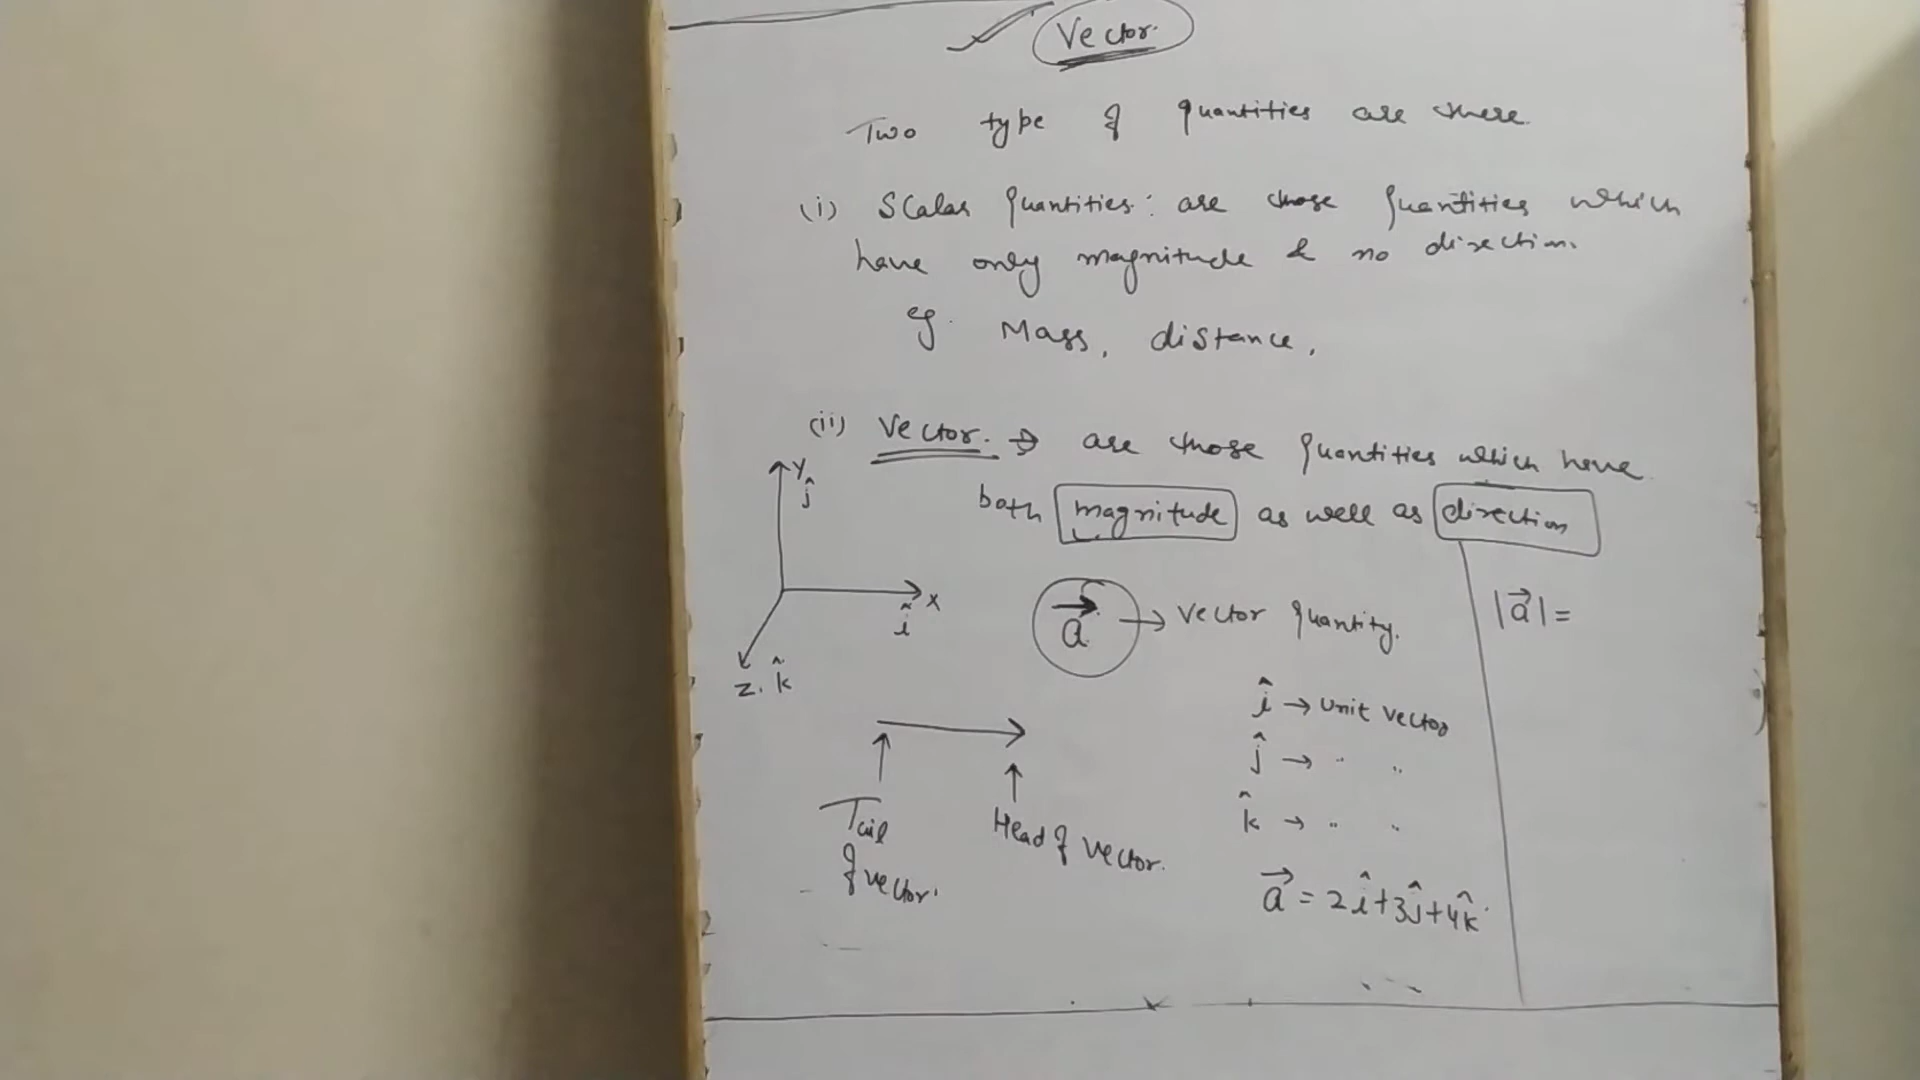 Vector.
Two type of quantities are there
(i) Scalar Quantities: are those Quantities which
have only magnitude & no direction.
eg. Mass, distance,
(ii) Vector. → are those Quantities which have
both magnitude as well as direction
Y
ĵ
X
î
Z. k̂
a⃗ → Vector Quantity.
|a⃗| =
î → Unit Vector
ĵ → " "
k̂ → " "
Tail
of vector.
Head of vector.
a⃗ = 2î+3ĵ+4k̂